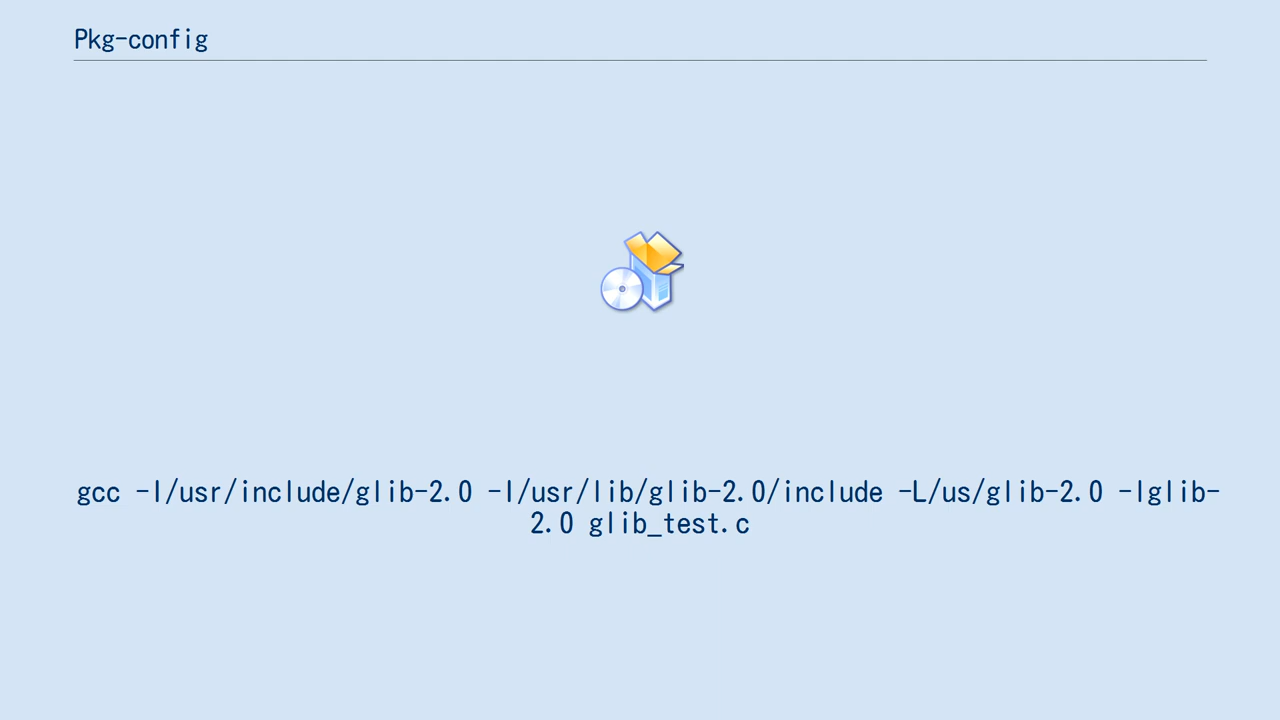 Pkg-config
gcc -I/usr/include/glib-2.0 -I/usr/lib/glib-2.0/include -L/us/glib-2.0 -lglib-
2.0 glib_test.c